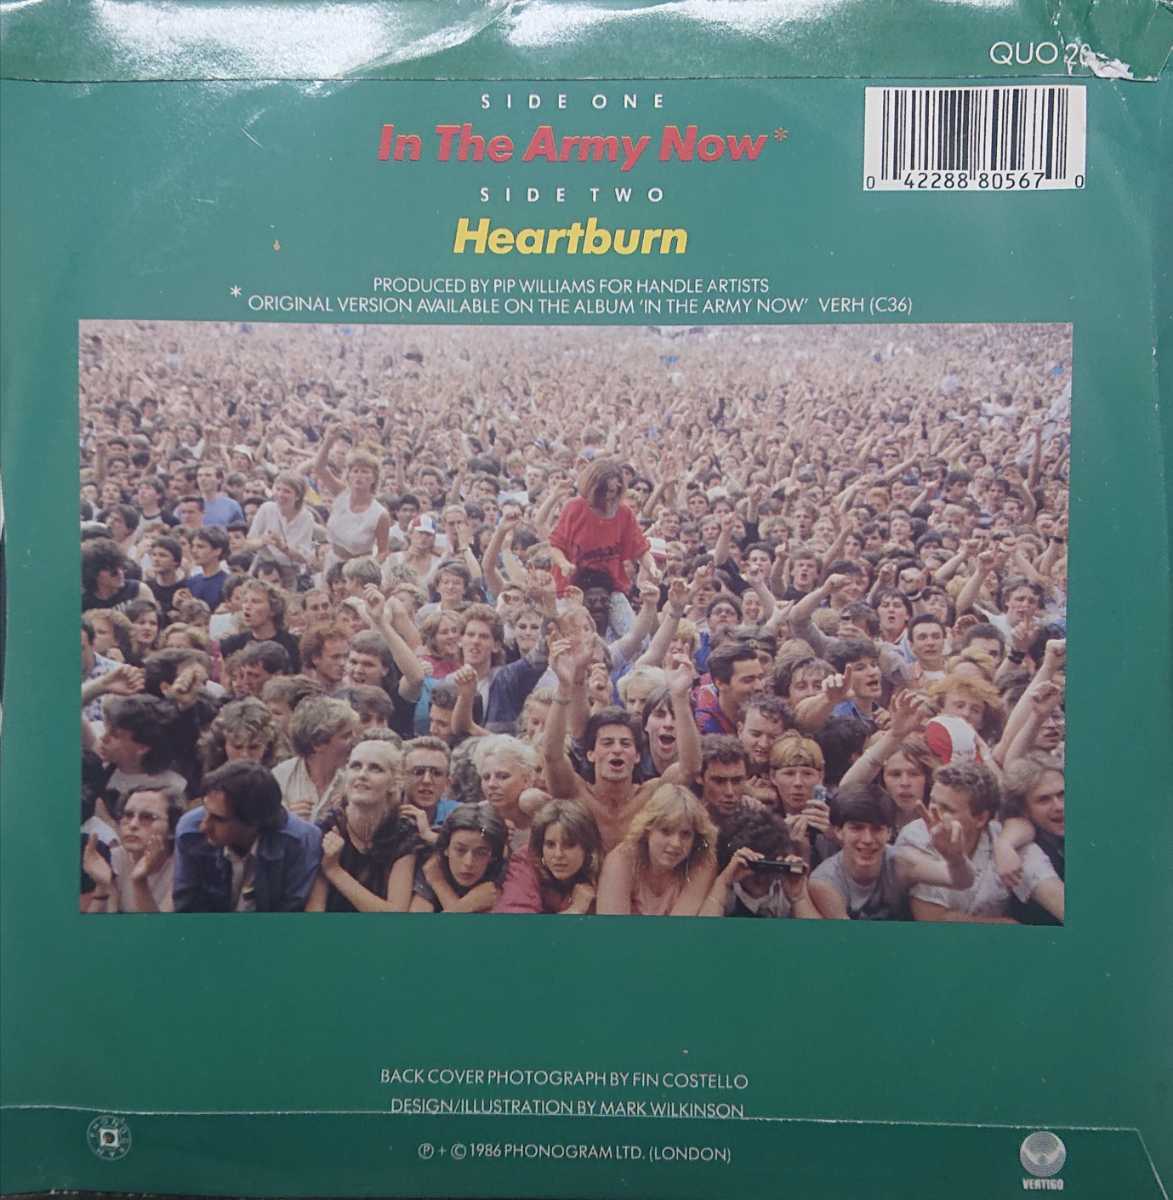 QUO 20
SIDE ONE
In The Army Now*
SIDE TWO
Heartburn
0 42288 80567 0
PRODUCED BY PIP WILLIAMS FOR HANDLE ARTISTS
* ORIGINAL VERSION AVAILABLE ON THE ALBUM 'IN THE ARMY NOW' VERH (C36)
BACK COVER PHOTOGRAPH BY FIN COSTELLO
DESIGN/ILLUSTRATION BY MARK WILKINSON
℗ + © 1986 PHONOGRAM LTD. (LONDON)
VERTIGO